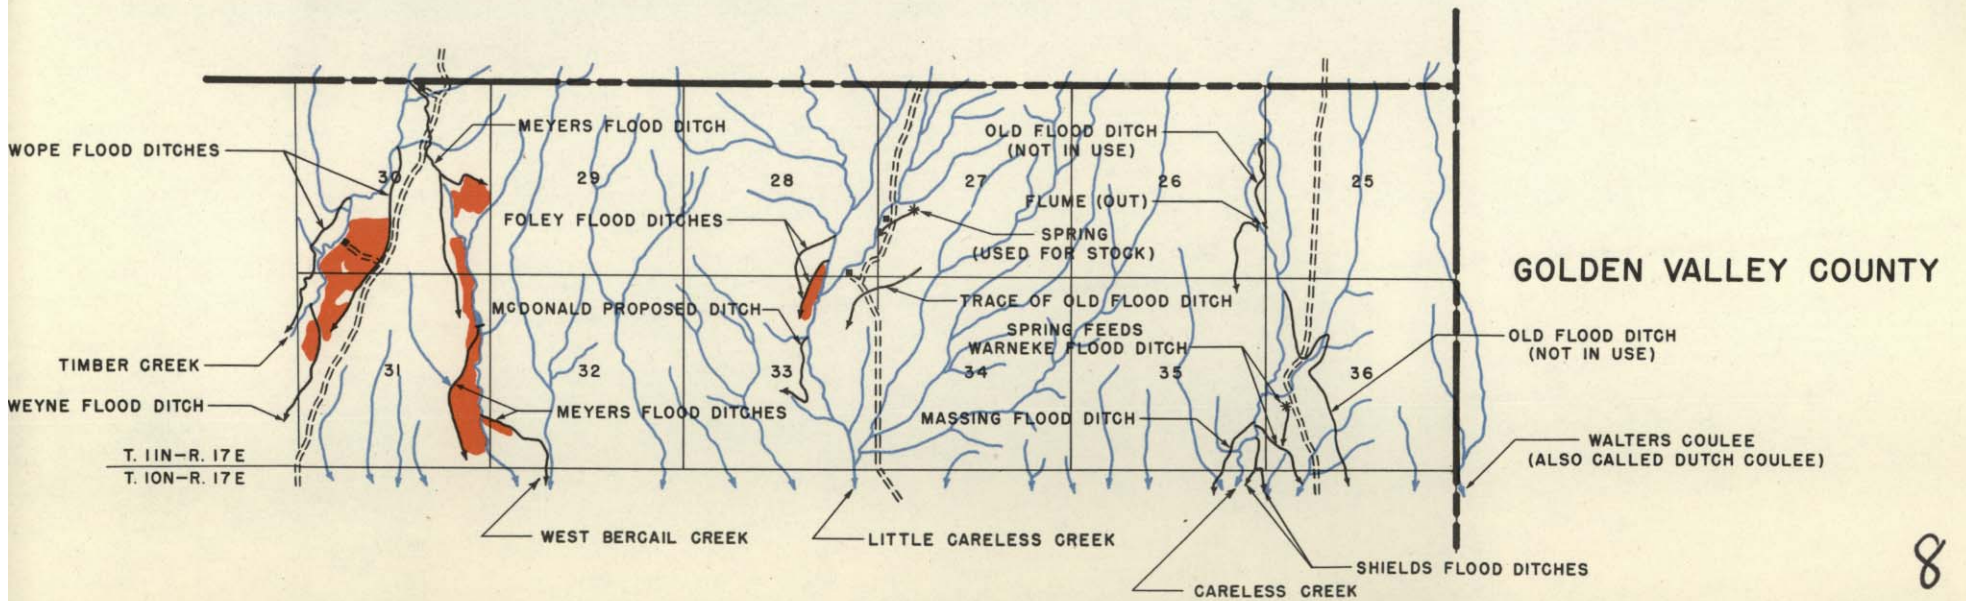 MEYERS FLOOD DITCH
WOPE FLOOD DITCHES
OLD FLOOD DITCH
(NOT IN USE)
30
29
28
27
26
25
FOLEY FLOOD DITCHES
FLUME (OUT)
SPRING
(USED FOR STOCK)
GOLDEN VALLEY COUNTY
MCDONALD PROPOSED DITCH
TRACE OF OLD FLOOD DITCH
SPRING FEEDS
WARNEKE FLOOD DITCH
OLD FLOOD DITCH
(NOT IN USE)
TIMBER CREEK
31
32
33
34
35
36
WEYNE FLOOD DITCH
MEYERS FLOOD DITCHES
MASSING FLOOD DITCH
T. 11N-R. 17E
T. 10N-R. 17E
WALTERS COULEE
(ALSO CALLED DUTCH COULEE)
WEST BERCAIL CREEK
LITTLE CARELESS CREEK
SHIELDS FLOOD DITCHES
CARELESS CREEK
8